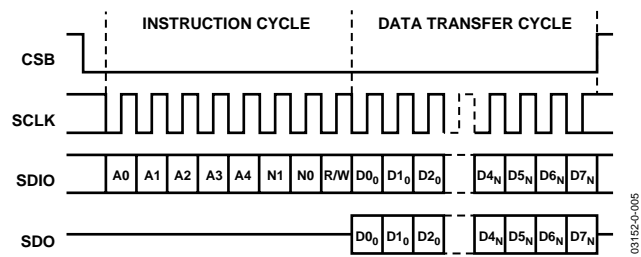 INSTRUCTION CYCLE DATA TRANSFER CYCLE
CSB
SCLK
SDIO A0 A1 A2 A3 A4 N1 N0 R/W D0₀ D1₀ D2₀ D4N D5N D6N D7N
SDO D0₀ D1₀ D2₀ D4N D5N D6N D7N
03152-0-005